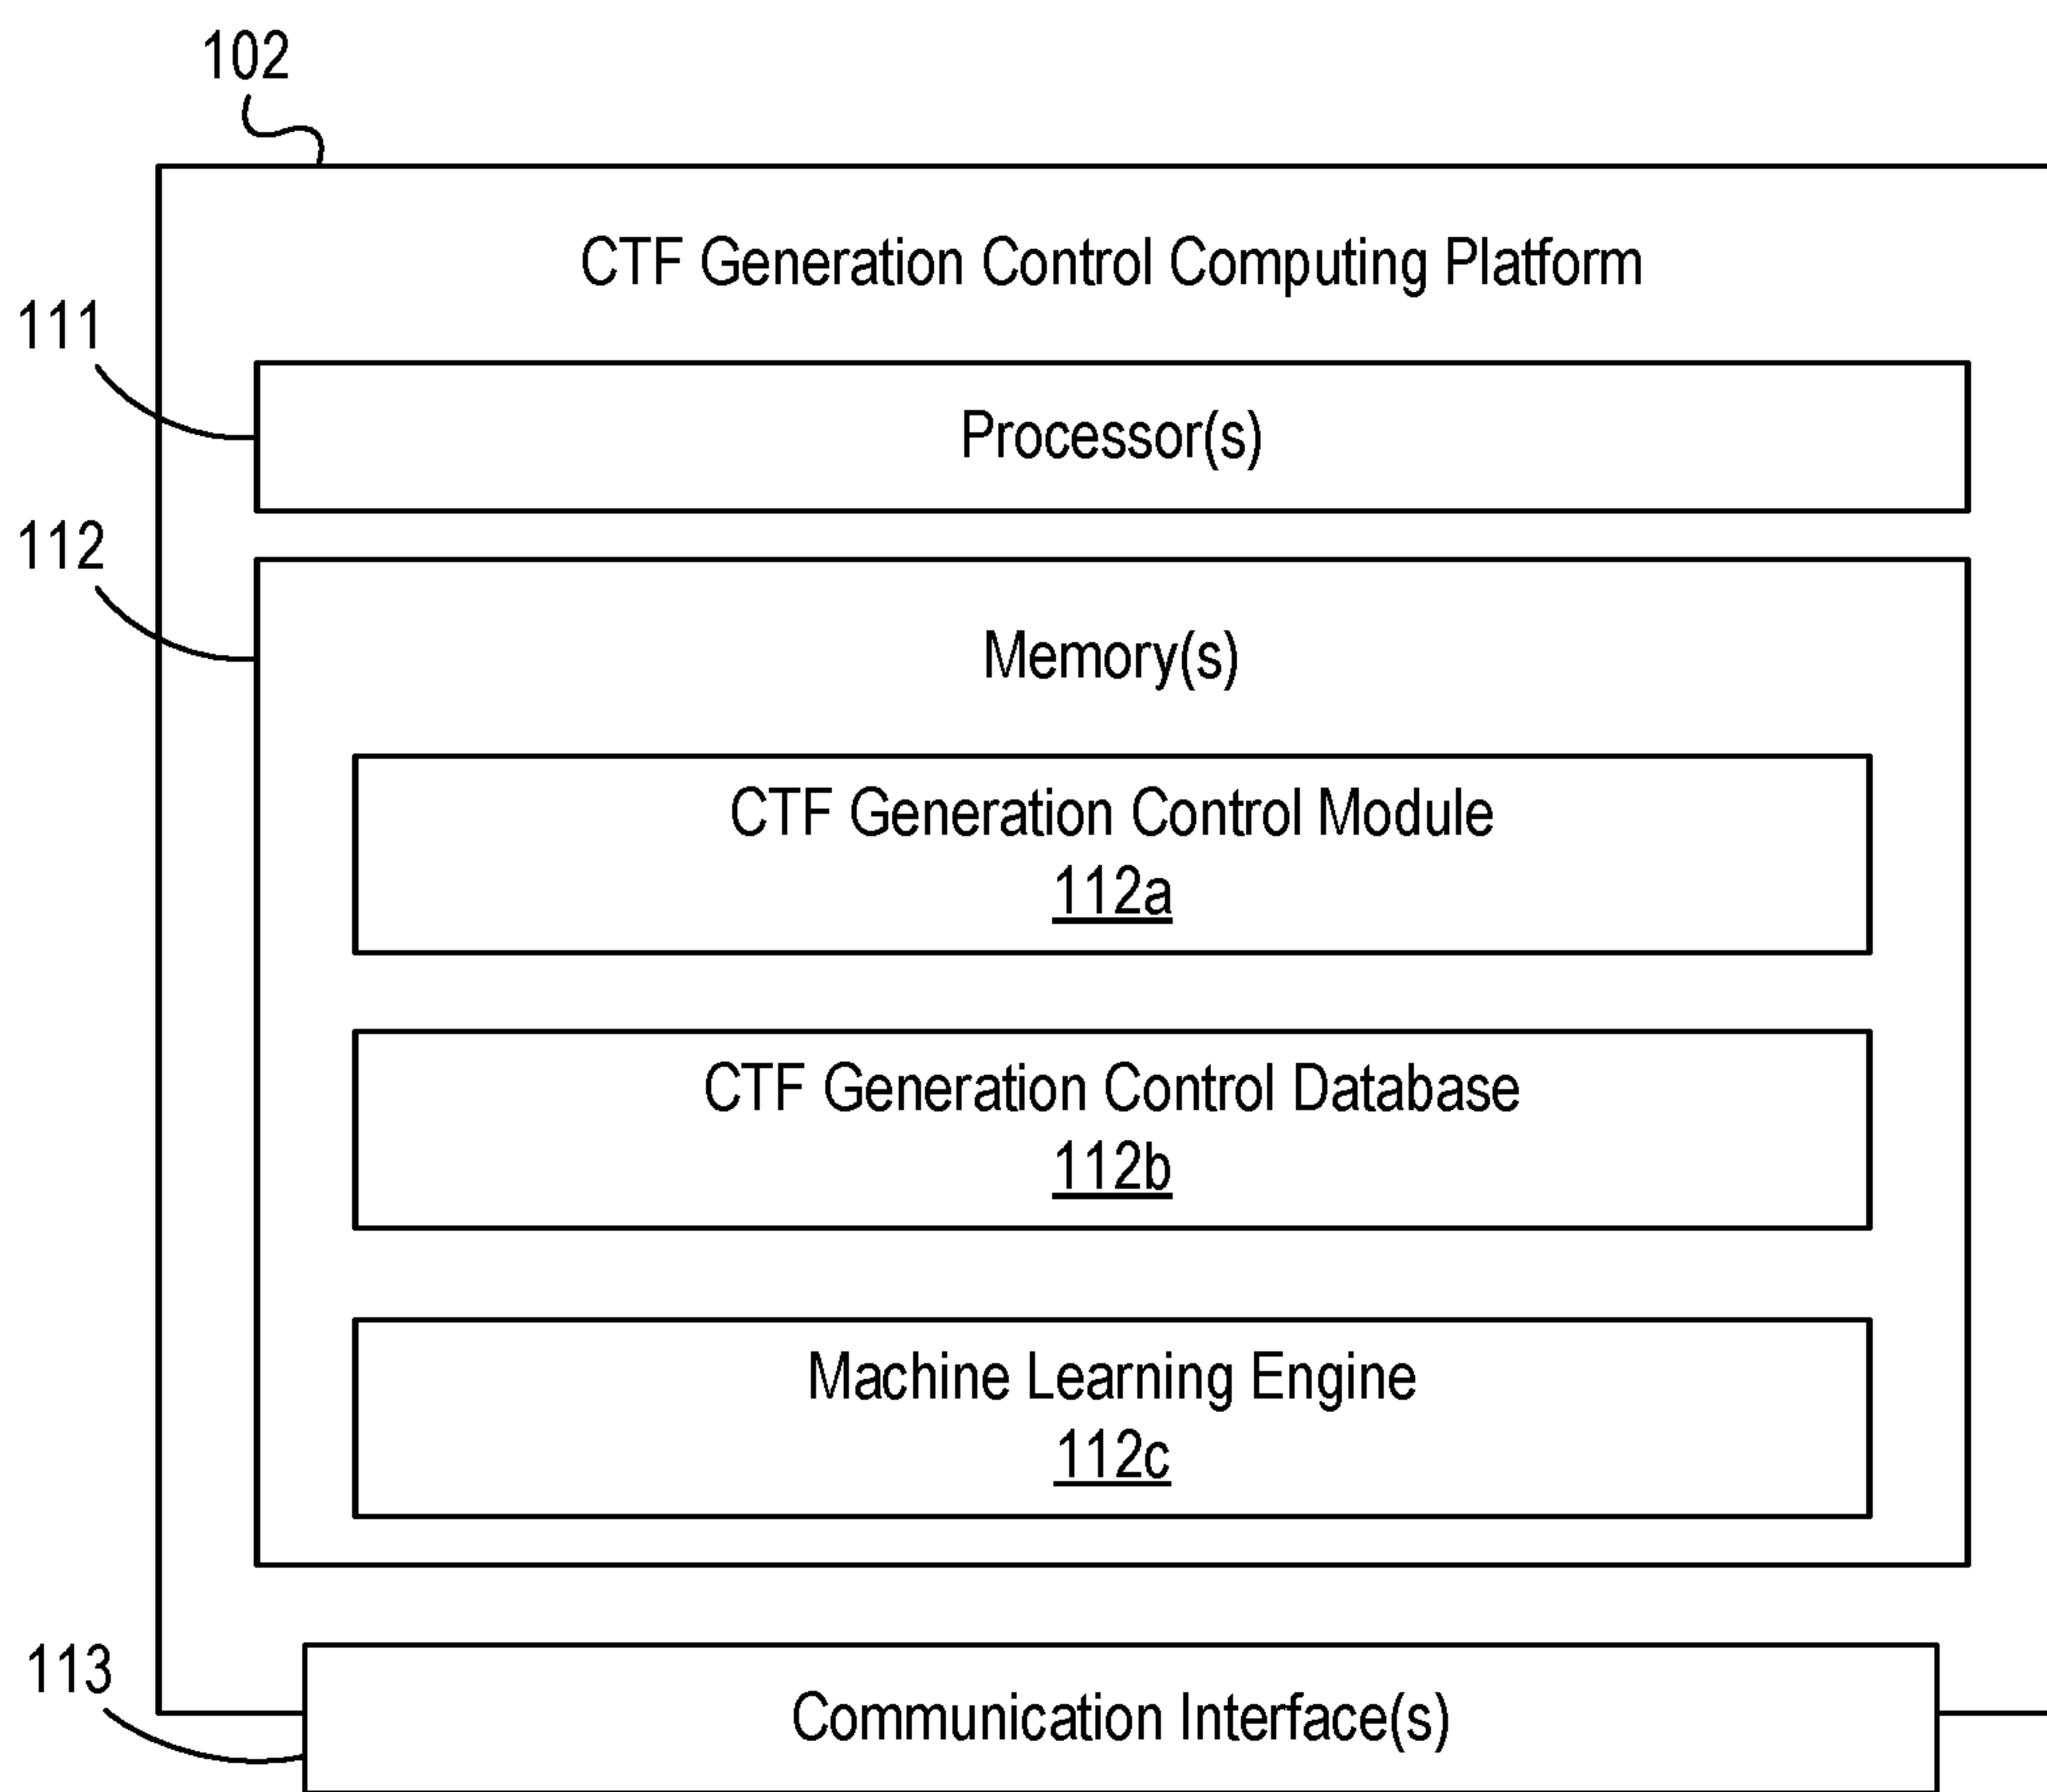 102
CTF Generation Control Computing Platform
111
Processor(s)
112
Memory(s)
CTF Generation Control Module
112a
CTF Generation Control Database
112b
Machine Learning Engine
112c
113
Communication Interface(s)